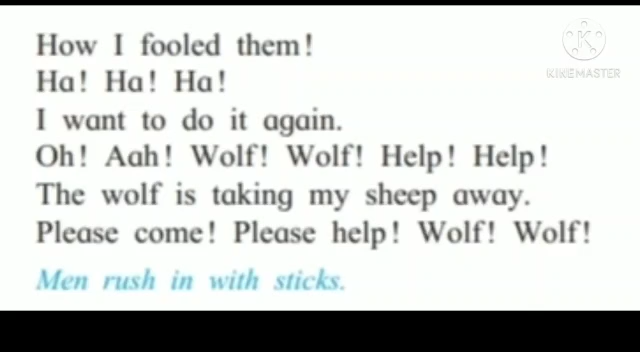 How I fooled them!
Ha! Ha! Ha!
I want to do it again.
Oh! Aah! Wolf! Wolf! Help! Help!
The wolf is taking my sheep away.
Please come! Please help! Wolf! Wolf!
Men rush in with sticks.
KINEMASTER